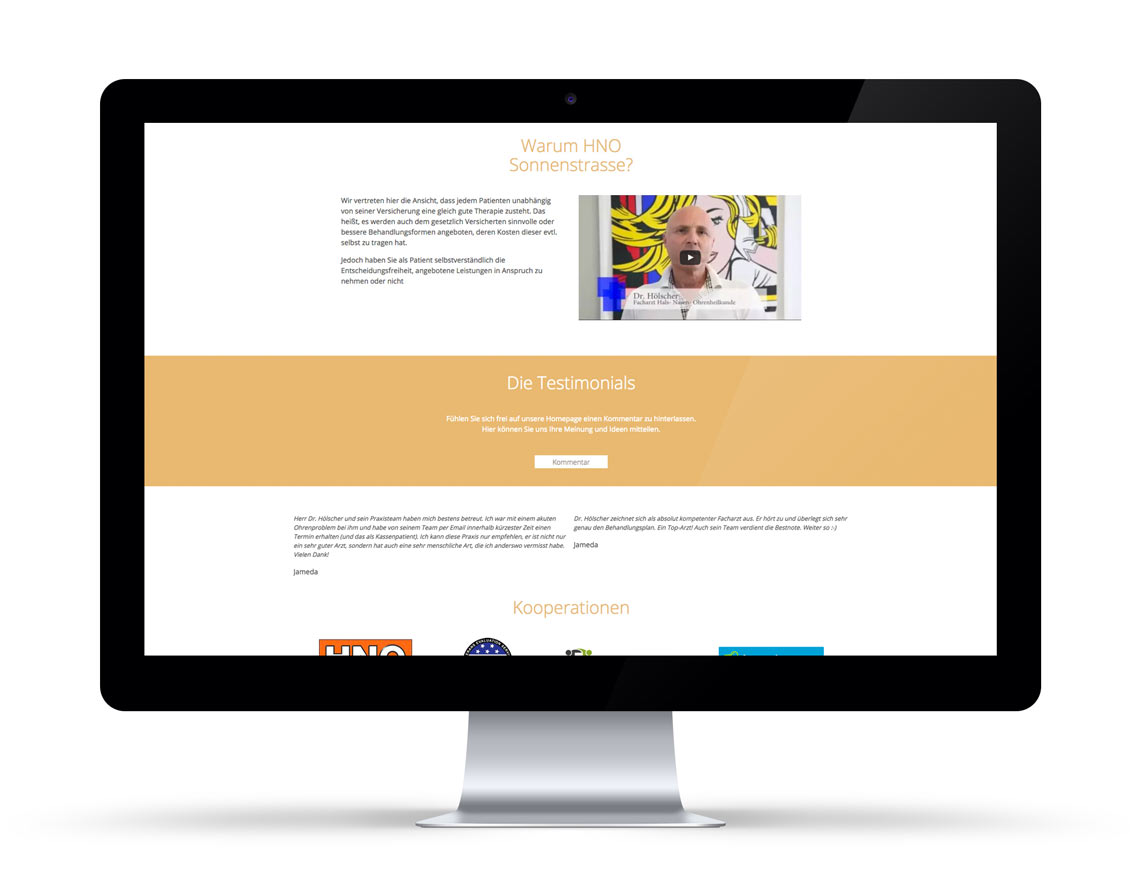 Warum HNO
Sonnenstrasse?
Wir vertreten hier die Ansicht, dass jedem Patienten unabhängig
von seiner Versicherung eine gleich gute Therapie zusteht. Das
heißt, es werden auch dem gesetzlich Versicherten sinnvolle oder
bessere Behandlungsformen angeboten, deren Kosten dieser evtl.
selbst zu tragen hat.
Jedoch haben Sie als Patient selbstverständlich die
Entscheidungsfreiheit, angebotene Leistungen in Anspruch zu
nehmen oder nicht
Dr. Hölscher
Facharzt Hals- Nasen- Ohrenheilkunde
Die Testimonials
Fühlen Sie sich frei auf unsere Homepage einen Kommentar zu hinterlassen.
Hier können Sie uns Ihre Meinung und Ideen mitteilen.
Kommentar
Herr Dr. Hölscher und sein Praxisteam haben mich bestens betreut. Ich war mit einem akuten
Ohrenproblem bei ihm und habe von seinem Team per Email innerhalb kürzester Zeit einen
Termin erhalten (und das als Kassenpatient). Ich kann diese Praxis nur empfehlen, er ist nicht nur
ein sehr guter Arzt, sondern hat auch eine sehr menschliche Art, die ich anderswo vermisst habe.
Vielen Dank!
Jameda
Dr. Hölscher zeichnet sich als absolut kompetenter Facharzt aus. Er hört zu und überlegt sich sehr
genau den Behandlungsplan. Ein Top-Arzt! Auch sein Team verdient die Bestnote. Weiter so :-)
Jameda
Kooperationen
HNO